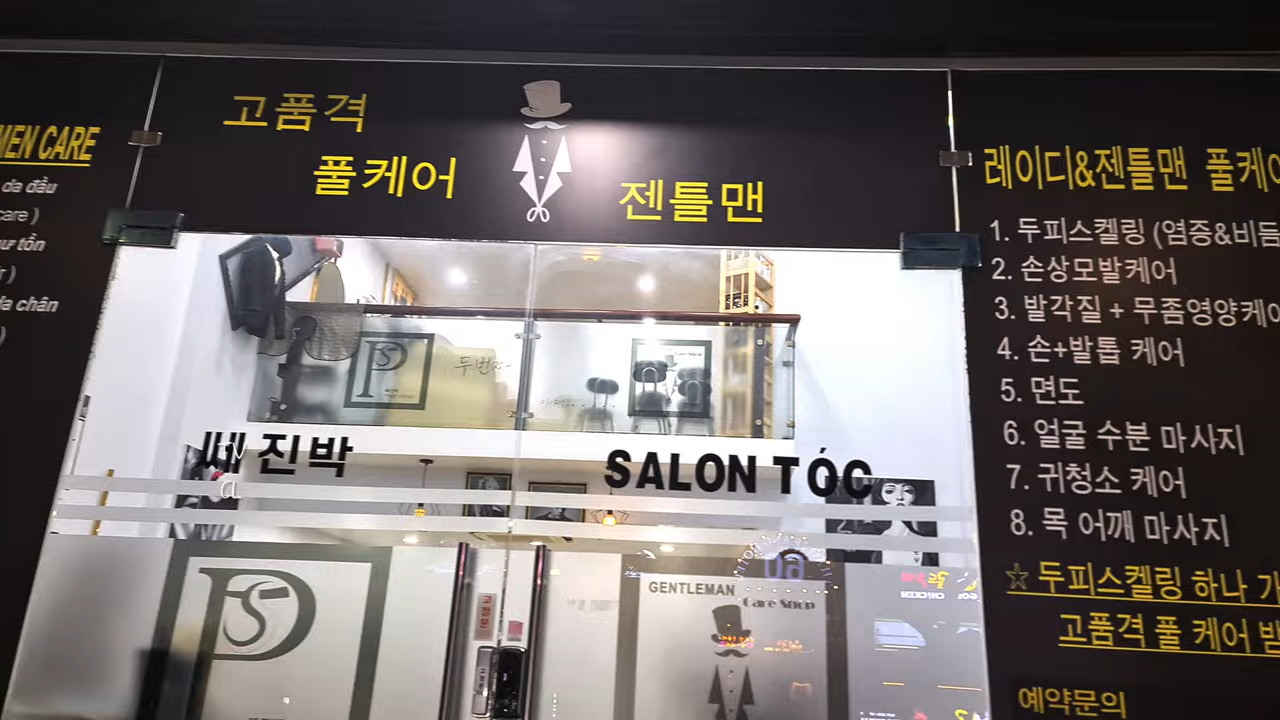 MEN CARE
da đầu
care )
ư tồn
)
da chân
)
고품격
풀케어
젠틀맨
쎄 진박
SALON TÓC
GENTLEMAN
Care Shop
레이디&젠틀맨 풀케어
1. 두피스켈링 (염증&비듬
2. 손상모발케어
3. 발각질 + 무좀영양케어
4. 손+발톱 케어
5. 면도
6. 얼굴 수분 마사지
7. 귀청소 케어
8. 목 어깨 마사지
☆ 두피스켈링 하나 가
고품격 풀 케어 받
예약문의